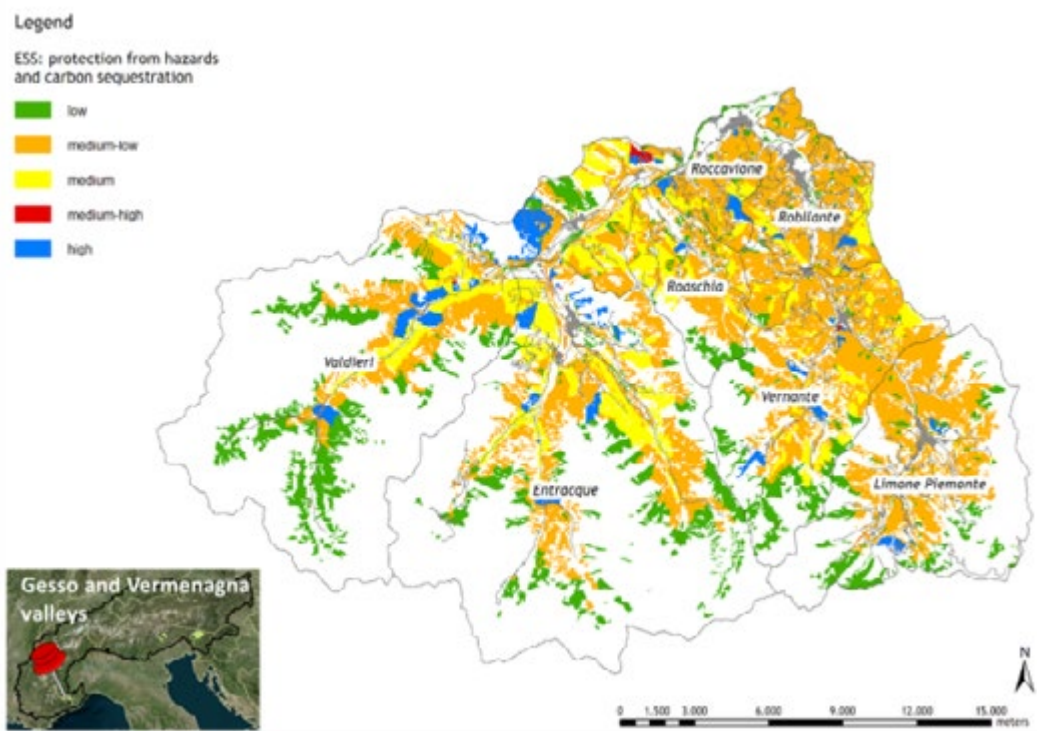 Legend
ESS: protection from hazards
and carbon sequestration
low
medium-low
medium
medium-high
high
Roccavione
Robilante
Roaschia
Valdieri
Vernante
Entracque
Limone Piemonte
Gesso and Vermenagna
valleys
N
0 1.500 3.000 6.000 9.000 12.000 15.000
meters